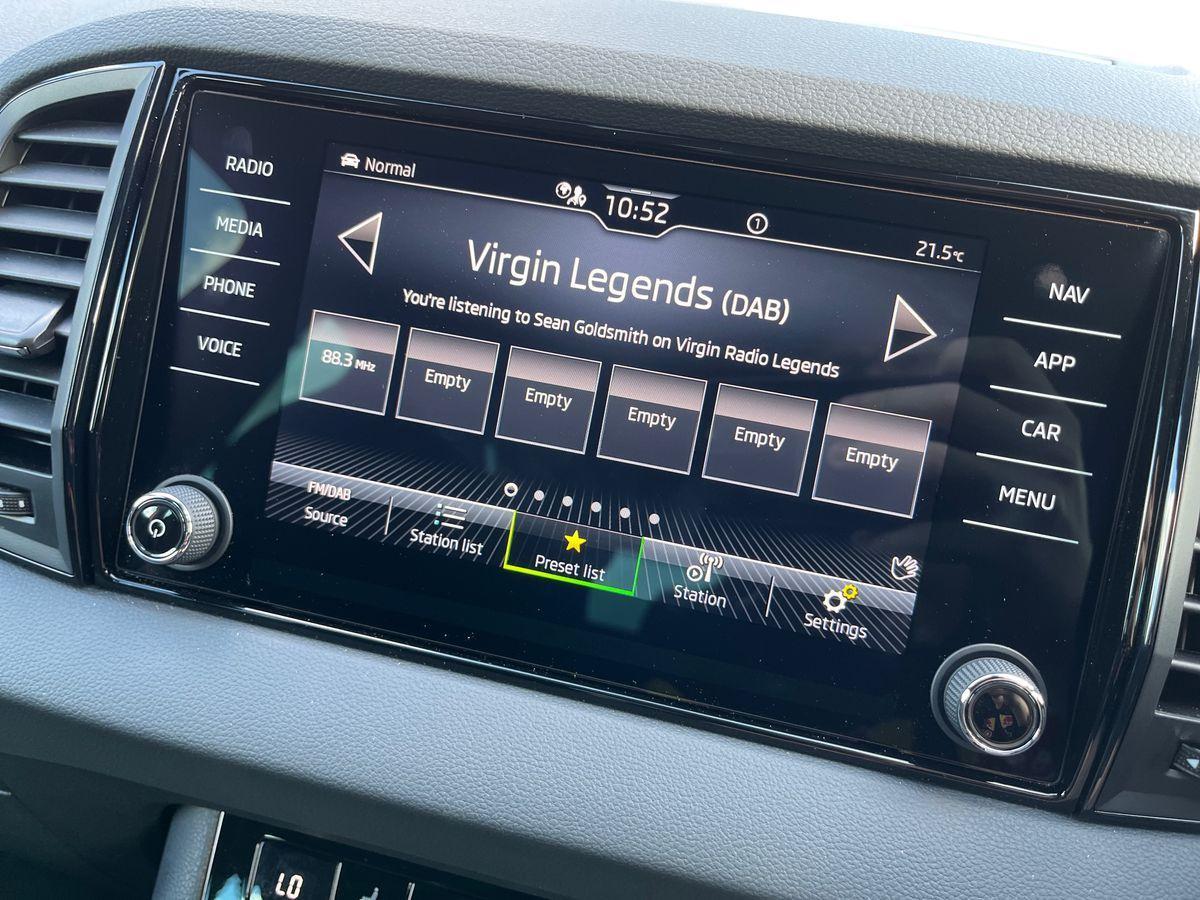 RADIO
MEDIA
PHONE
VOICE
Normal
10:52
1
21.5°C
Virgin Legends (DAB)
You're listening to Sean Goldsmith on Virgin Radio Legends
88.3 MHz
Empty
Empty
Empty
Empty
Empty
FM/DAB
Source
Station list
Preset list
Station
Settings
NAV
APP
CAR
MENU
LO